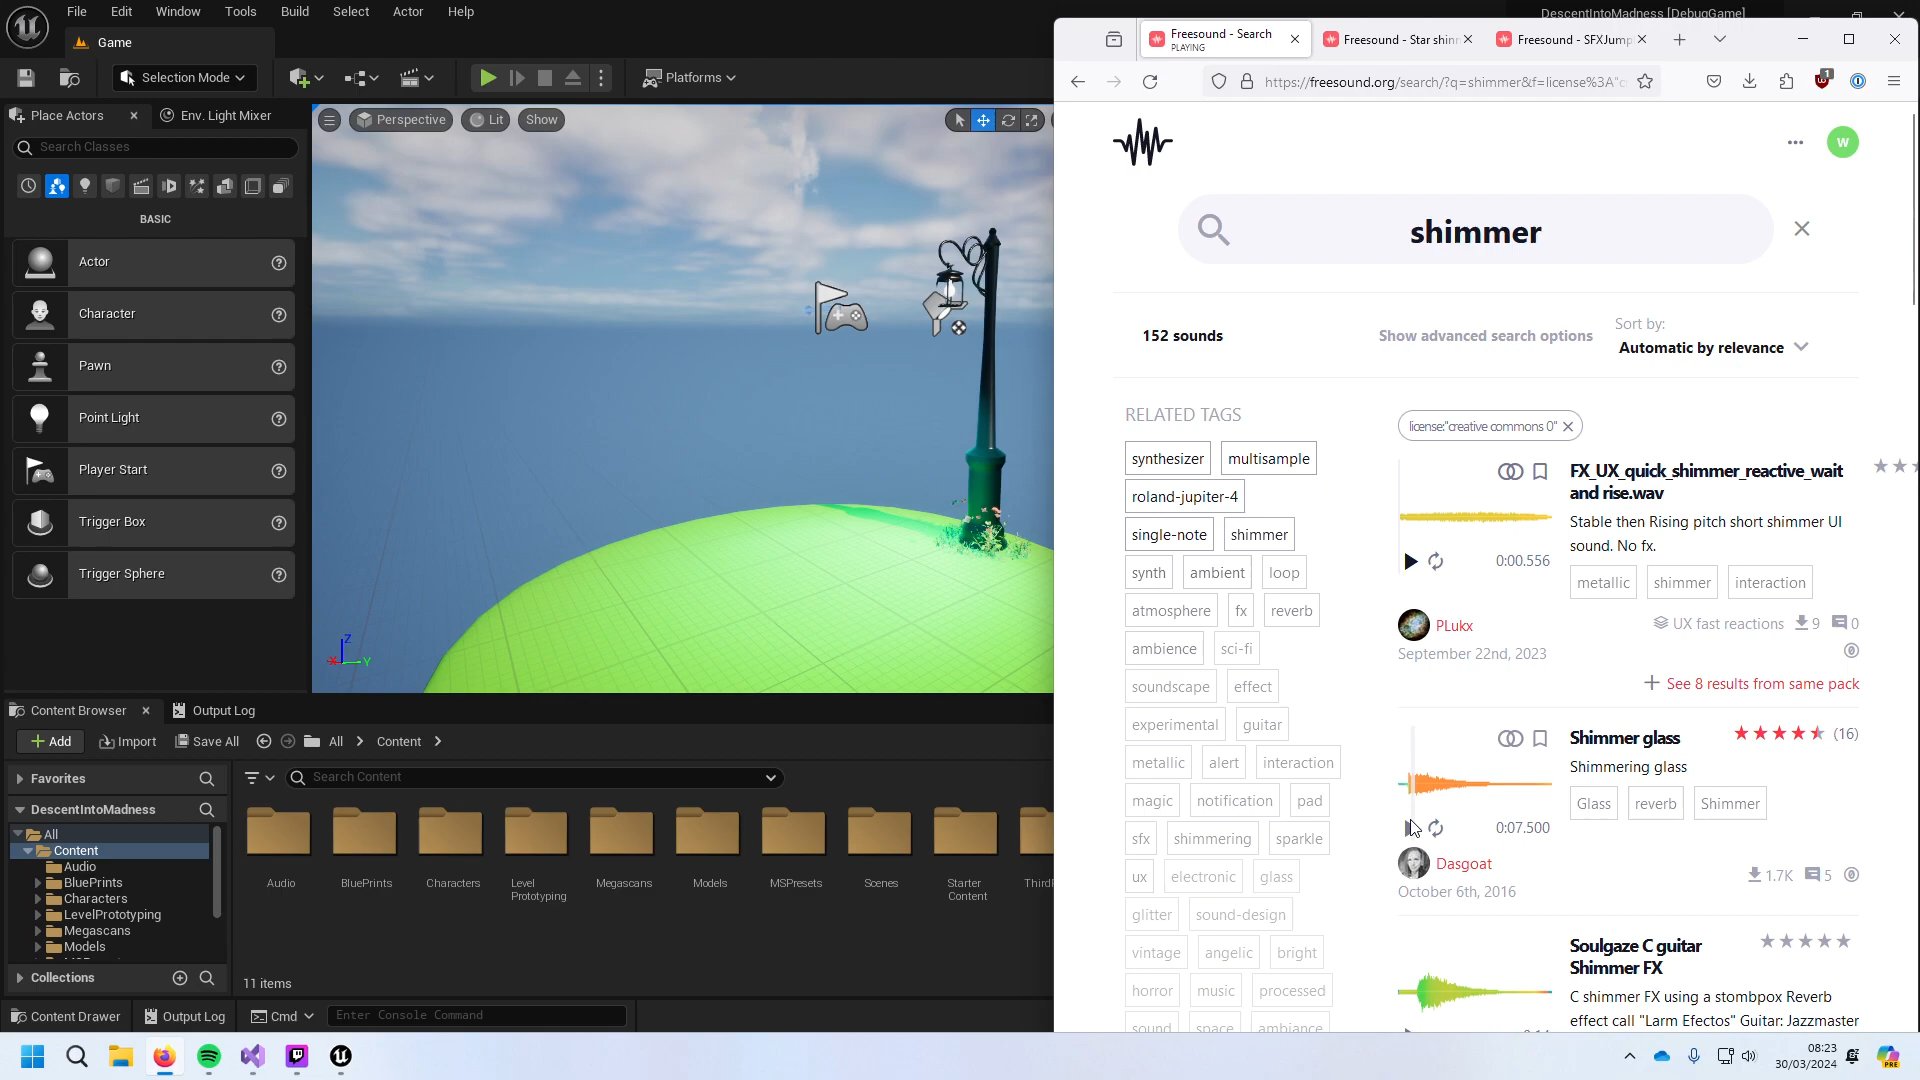 File Edit Window Tools Build Select Actor Help
DescentIntoMadness [DebugGame]
Game
Selection Mode
Platforms
Place Actors
Env. Light Mixer
Search Classes
BASIC
Actor
Character
Pawn
Point Light
Player Start
Trigger Box
Trigger Sphere
Perspective
Lit
Show
Z
X
Y
Content Browser
Output Log
Add
Import
Save All
All
Content
Favorites
DescentIntoMadness
All
Content
Audio
BluePrints
Characters
LevelPrototyping
Megascans
Models
Collections
Search Content
Audio
BluePrints
Characters
Level
Prototyping
Megascans
Models
MSPresets
Scenes
Starter
Content
11 items
Content Drawer
Output Log
Cmd
Enter Console Command
Freesound - Search
PLAYING
Freesound - Star shin
Freesound - SFXJump
https://freesound.org/search/?q=shimmer&f=license%3A"c
1
W
shimmer
152 sounds
Show advanced search options
Sort by:
Automatic by relevance
RELATED TAGS
synthesizer multisample
roland-jupiter-4
single-note shimmer
synth ambient loop
atmosphere fx reverb
ambience sci-fi
soundscape effect
experimental guitar
metallic alert interaction
magic notification pad
sfx shimmering sparkle
ux electronic glass
glitter sound-design
vintage angelic bright
horror music processed
sound space ambiance
license:"creative commons 0"
FX_UX_quick_shimmer_reactive_wait
and rise.wav
Stable then Rising pitch short shimmer UI
sound. No fx.
0:00.556
metallic shimmer interaction
PLukx
UX fast reactions 9 0
September 22nd, 2023
See 8 results from same pack
Shimmer glass
(16)
Shimmering glass
Glass reverb Shimmer
0:07.500
Dasgoat
1.7K 5
October 6th, 2016
Soulgaze C guitar
Shimmer FX
C shimmer FX using a stombpox Reverb
effect call "Larm Efectos" Guitar: Jazzmaster
08:23
30/03/2024
PRE